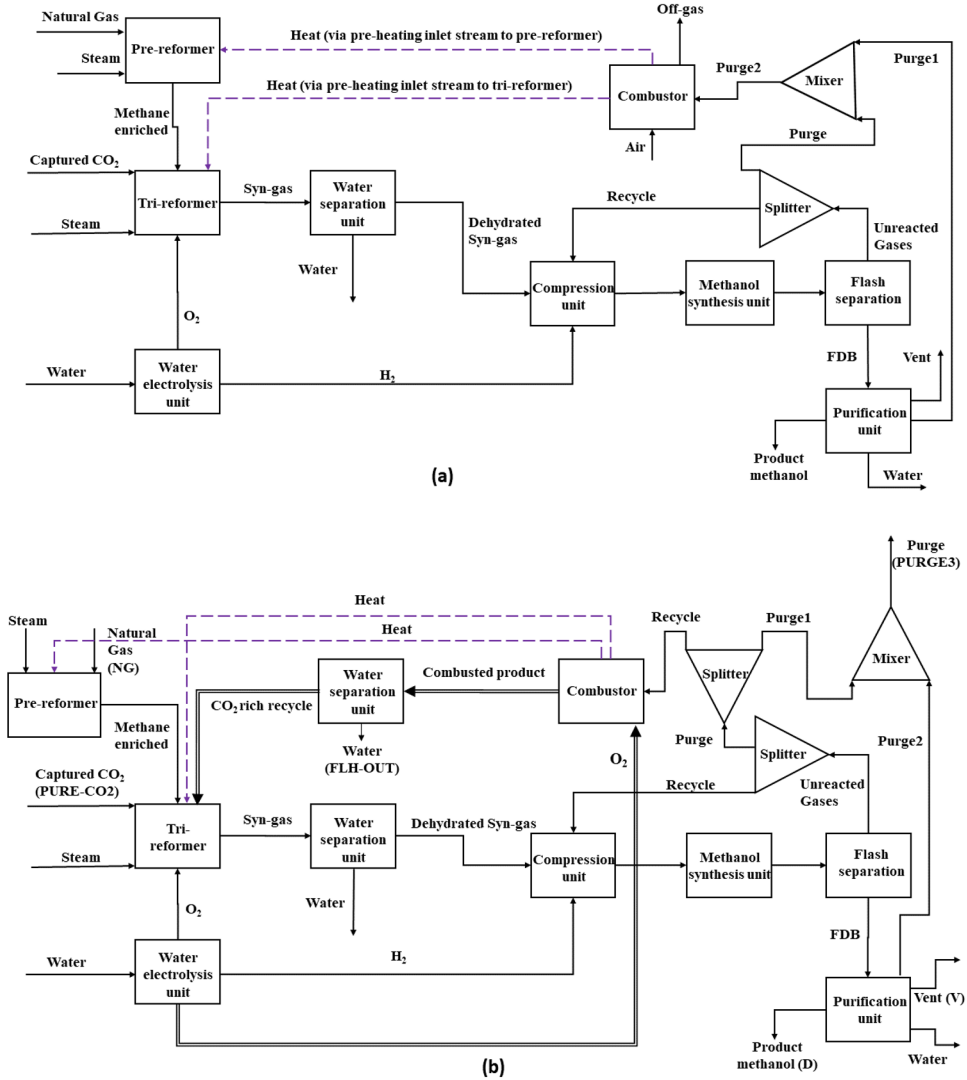 Off-gas
Natural Gas
Pre-reformer
Heat (via pre-heating inlet stream to pre-reformer)
Purge2
Mixer
Purge1
Steam
Heat (via pre-heating inlet stream to tri-reformer)
Combustor
Methane
enriched
Air
Purge
Captured CO₂
Tri-reformer
Syn-gas
Water
separation
unit
Recycle
Splitter
Steam
Dehydrated
Syn-gas
Unreacted
Gases
Water
Compression
unit
Methanol
synthesis unit
Flash
separation
O₂
FDB
Vent
Water
Water
electrolysis
unit
H₂
Purification
unit
Product
methanol
Water
(a)
Purge
(PURGE3)
Steam
Natural
Gas
(NG)
Heat
Heat
Recycle
Purge1
Mixer
Pre-reformer
Water
separation
unit
Combusted product
CO₂ rich recycle
Combustor
Splitter
Methane
enriched
Water
(FLH-OUT)
O₂
Purge
Splitter
Purge2
Captured CO₂
(PURE-CO2)
Recycle
Unreacted
Gases
Tri-
reformer
Syn-gas
Water
separation
unit
Dehydrated Syn-gas
Compression
unit
Methanol
synthesis unit
Flash
separation
Steam
Water
O₂
FDB
Water
Water
electrolysis
unit
H₂
Purification
unit
Vent (V)
Product
methanol (D)
Water
(b)